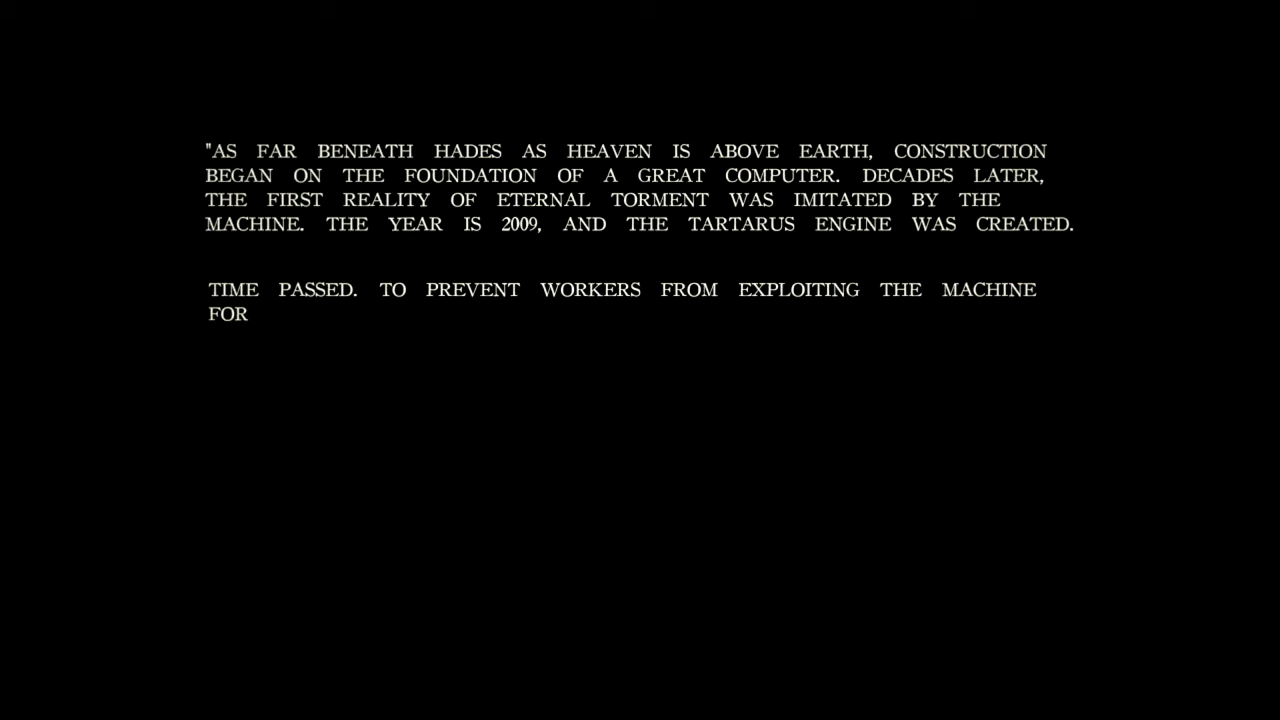 "AS FAR BENEATH HADES AS HEAVEN IS ABOVE EARTH, CONSTRUCTION
BEGAN ON THE FOUNDATION OF A GREAT COMPUTER. DECADES LATER,
THE FIRST REALITY OF ETERNAL TORMENT WAS IMITATED BY THE
MACHINE. THE YEAR IS 2009, AND THE TARTARUS ENGINE WAS CREATED.
TIME PASSED. TO PREVENT WORKERS FROM EXPLOITING THE MACHINE
FOR